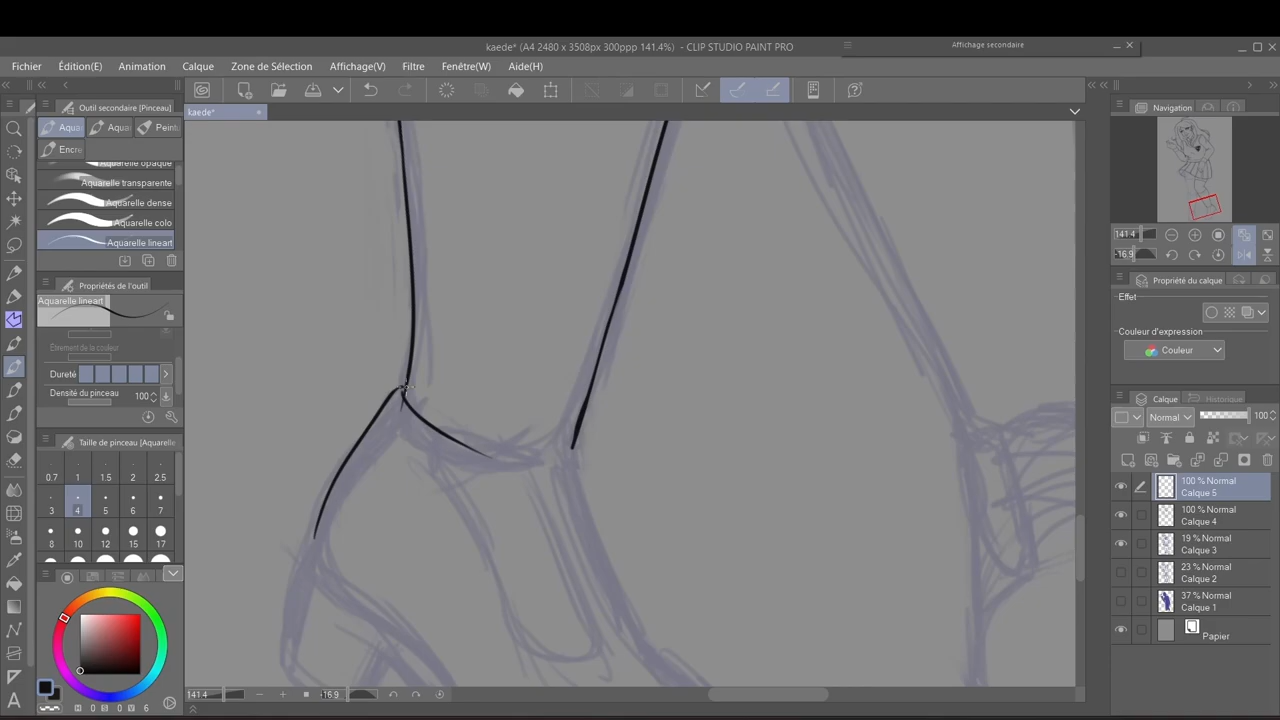 kaede* (A4 2480 x 3508px 300ppp 141.4%) - CLIP STUDIO PAINT PRO
Affichage secondaire
Fichier Édition(E) Animation Calque Zone de Sélection Affichage(V) Filtre Fenêtre(W) Aide(H)
Outil secondaire [Pinceau]
kaede*
Navigation
Aqua Aqua Peint
Encre
Aquarelle opaque
Aquarelle transparente
Aquarelle dense
Aquarelle colo
Aquarelle lineart
141.4
-16.9
Propriétés de l'outil
Propriété du calque
Aquarelle lineart
Effet
Étirement de la couleur
Couleur d'expression
Couleur
Dureté
Densité du pinceau 100
Calque Historique
Normal 100
Taille de pinceau [Aquarelle
0.7 1 1.5 2 2.5
3 4 5 6 7
8 10 12 15 17
100 % Normal
Calque 5
100 % Normal
Calque 4
19 % Normal
Calque 3
23 % Normal
Calque 2
37 % Normal
Calque 1
Papier
141.4 -16.9
H 0 S 0 V 6